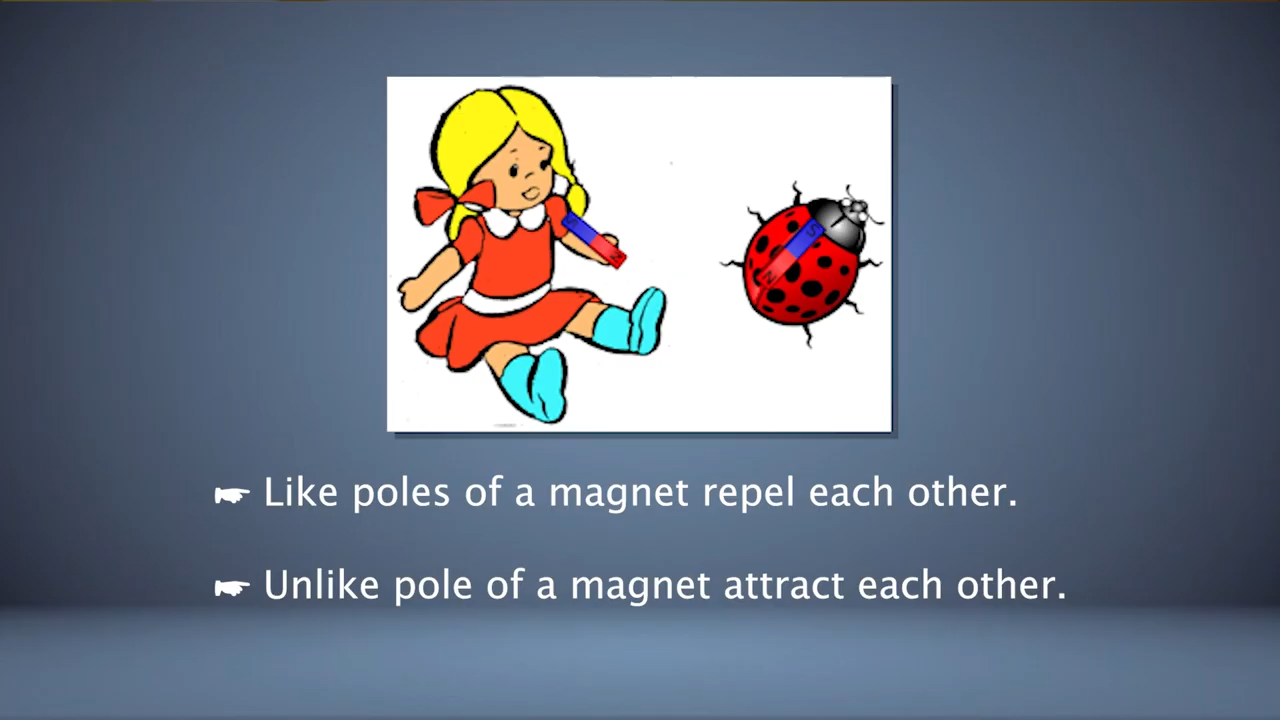 S
N
S
N
☛ Like poles of a magnet repel each other.
☛ Unlike pole of a magnet attract each other.